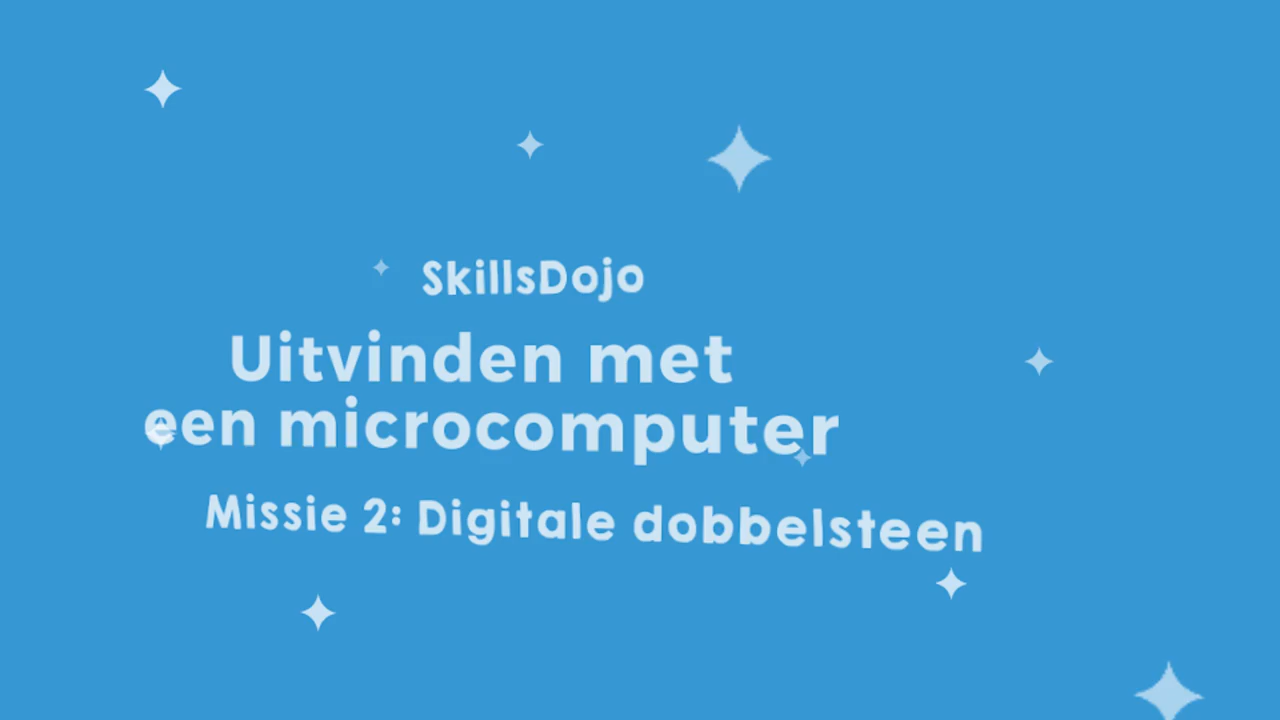 SkillsDojo
Uitvinden met
een microcomputer
Missie 2: Digitale dobbelsteen